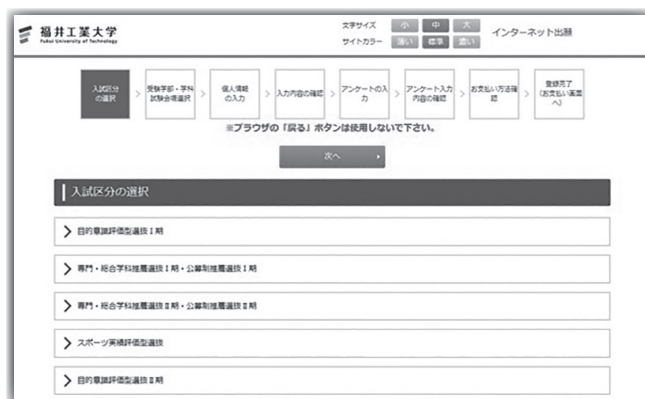 福井工業大学
Fukui University of Technology
文字サイズ 小 中 大
サイトカラー 薄い 標準 濃い
インターネット出願
入試区分の選択
受験学部・学科試験会場選択
個人情報の入力
入力内容の確認
アンケートの入力
アンケート入力内容の確認
お支払い方法確認
登録完了(お支払い画面へ)
※ブラウザの「戻る」ボタンは使用しないで下さい。
次へ
入試区分の選択
目的意識評価型選抜Ⅰ期
専門・総合学科推薦選抜Ⅰ期・公募制推薦選抜Ⅰ期
専門・総合学科推薦選抜Ⅱ期・公募制推薦選抜Ⅱ期
スポーツ実績評価型選抜
目的意識評価型選抜Ⅱ期